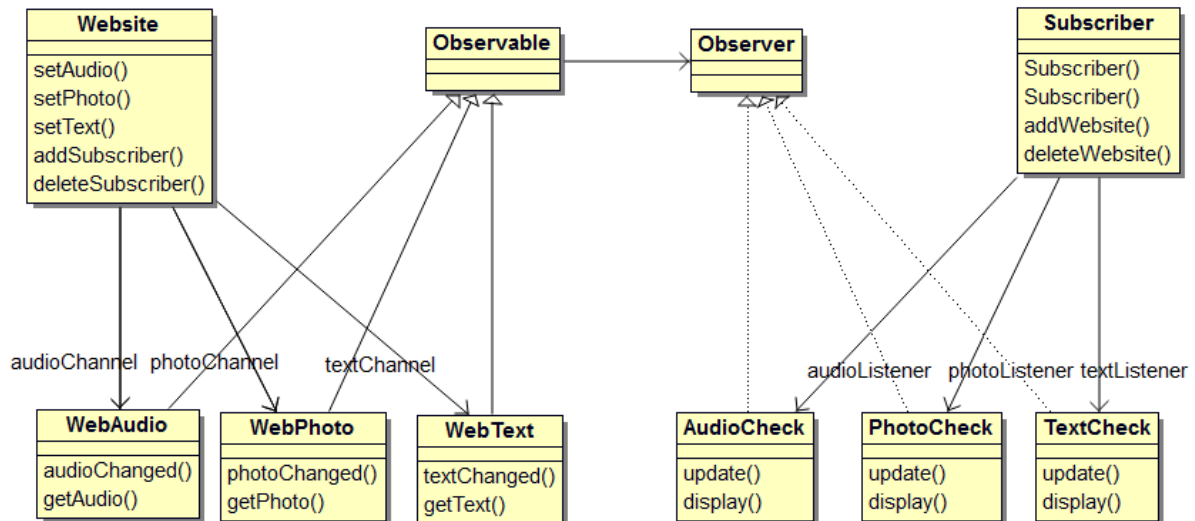 Website
setAudio()
setPhoto()
setText()
addSubscriber()
deleteSubscriber()
Observable
Observer
Subscriber
Subscriber()
Subscriber()
addWebsite()
deleteWebsite()
audioChannel
photoChannel
textChannel
audioListener
photoListener
textListener
WebAudio
audioChanged()
getAudio()
WebPhoto
photoChanged()
getPhoto()
WebText
textChanged()
getText()
AudioCheck
update()
display()
PhotoCheck
update()
display()
TextCheck
update()
display()